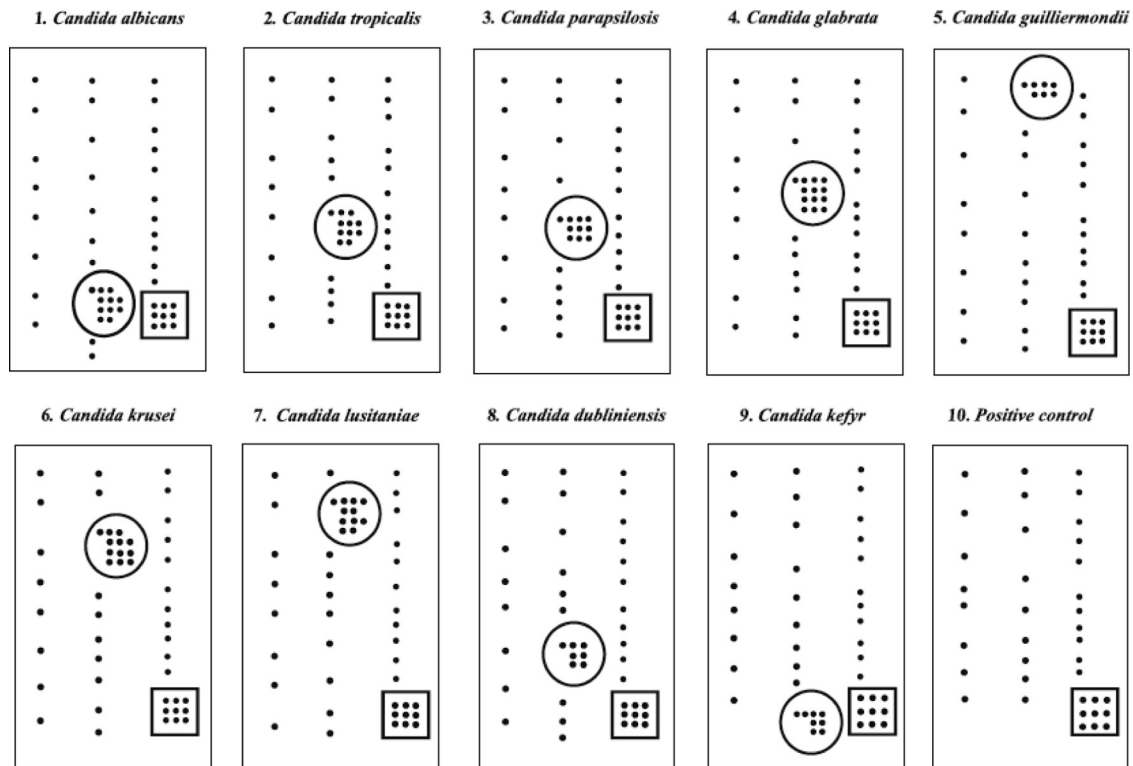 1. Candida albicans
2. Candida tropicalis
3. Candida parapsilosis
4. Candida glabrata
5. Candida guilliermondii
6. Candida krusei
7. Candida lusitaniae
8. Candida dubliniensis
9. Candida kefyr
10. Positive control